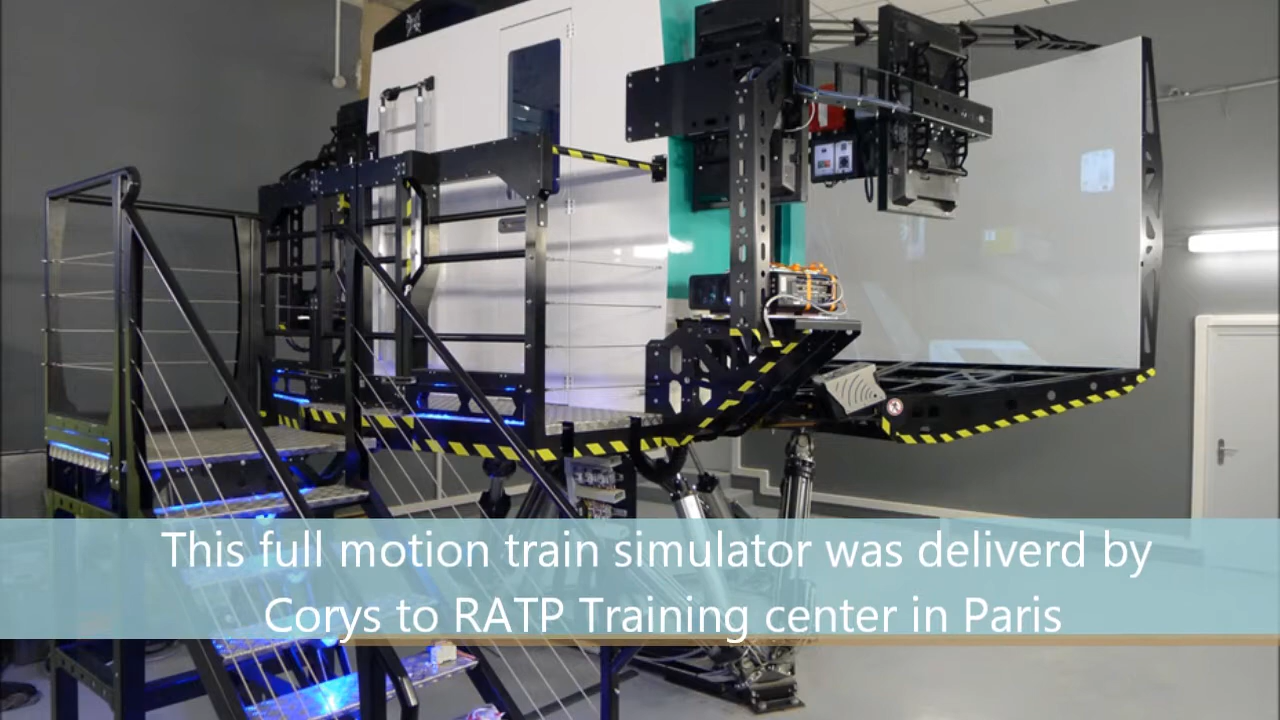 This full motion train simulator was deliverd by
Corys to RATP Training center in Paris